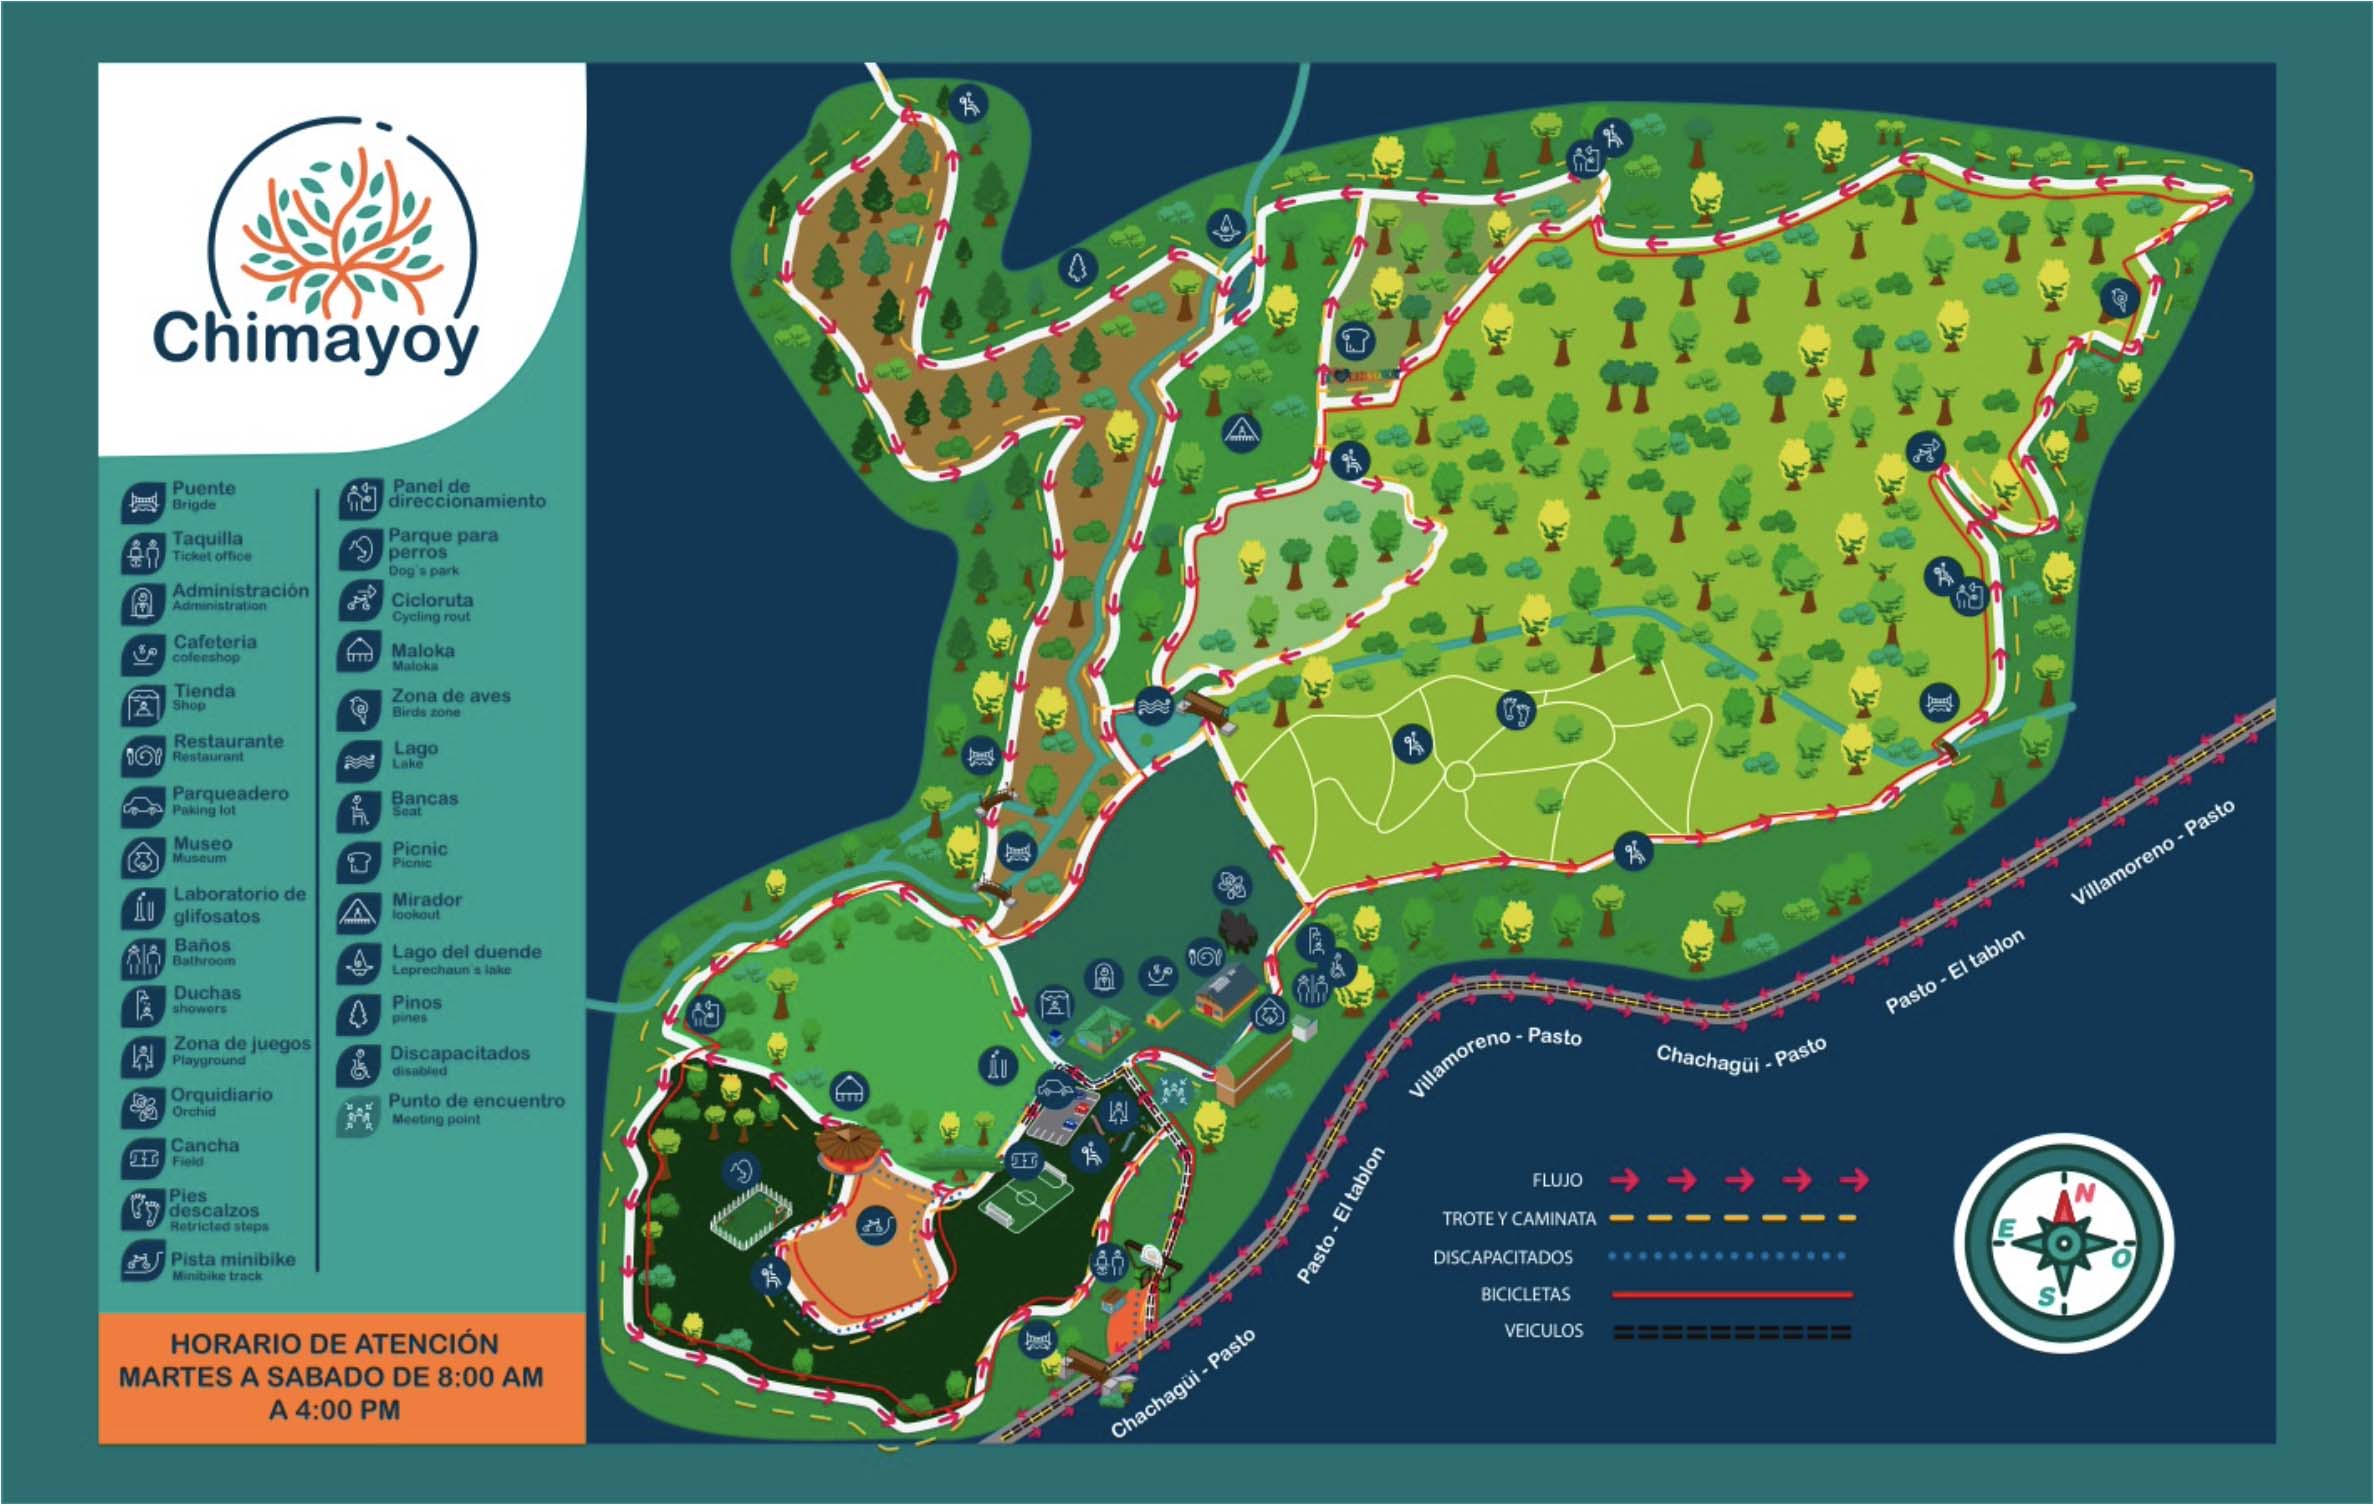 Chimayoy
Puente
Brigde
Taquilla
Ticket office
Administración
Administration
Cafeteria
cofeeshop
Tienda
Shop
Restaurante
Restaurant
Parqueadero
Paking lot
Museo
Museum
Laboratorio de
glifosatos
Baños
Bathroom
Duchas
showers
Zona de juegos
Playground
Orquidiario
Orchid
Cancha
Field
Pies
descalzos
Retricted steps
Pista minibike
Minibike track
Panel de
direccionamiento
Parque para
perros
Dog´s park
Cicloruta
Cycling rout
Maloka
Maloka
Zona de aves
Birds zone
Lago
Lake
Bancas
Seat
Picnic
Picnic
Mirador
lookout
Lago del duende
Leprechaun´s lake
Pinos
pines
Discapacitados
disabled
Punto de encuentro
Meeting point
HORARIO DE ATENCIÓN
MARTES A SABADO DE 8:00 AM
A 4:00 PM
Villamoreno - Pasto
Pasto - El tablon
Chachagüi - Pasto
Villamoreno - Pasto
Pasto - El tablon
Chachagüi - Pasto
FLUJO
TROTE Y CAMINATA
DISCAPACITADOS
BICICLETAS
VEICULOS
N
E
O
S